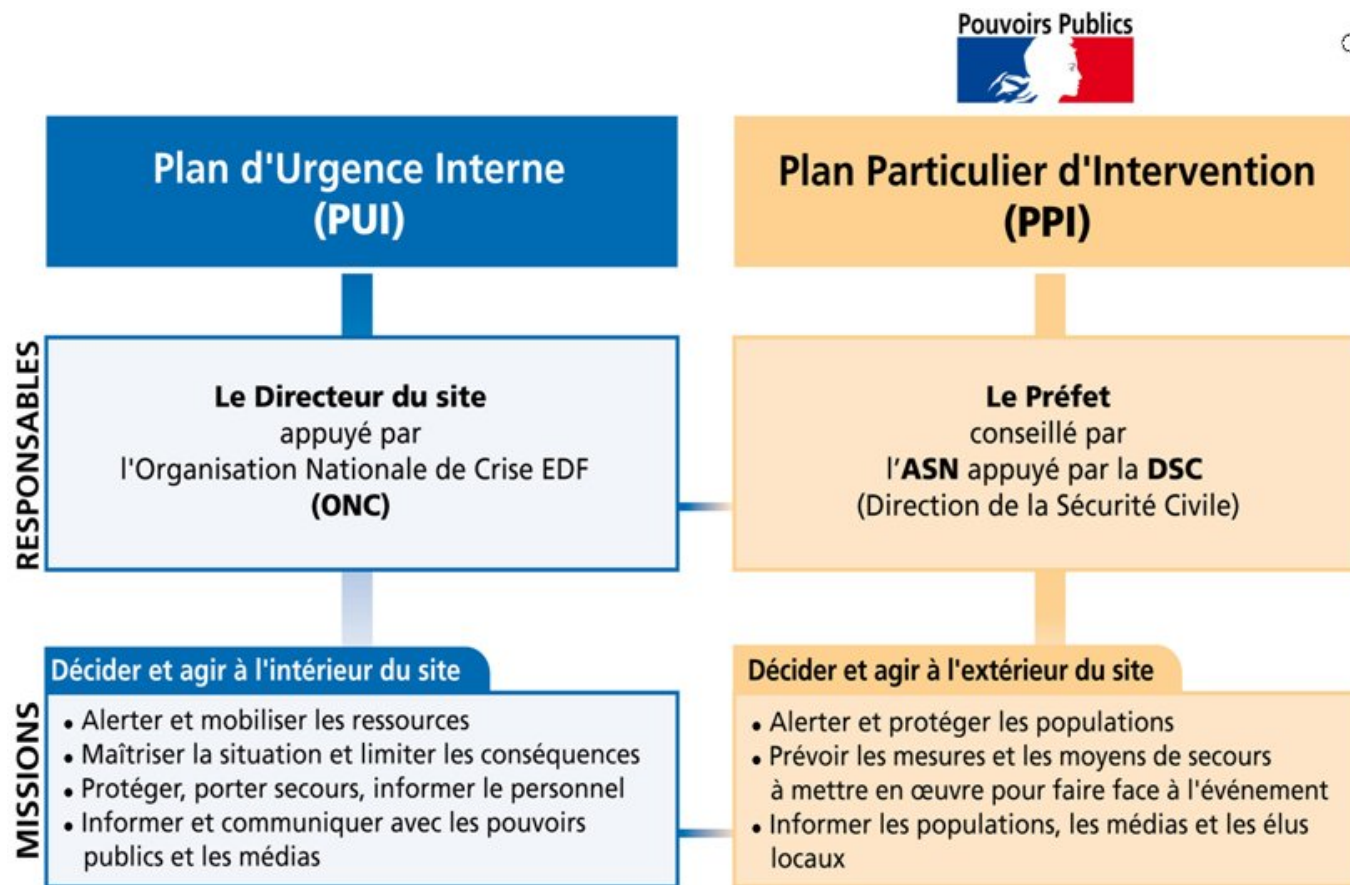 Pouvoirs Publics
Plan d'Urgence Interne
(PUI)
Plan Particulier d'Intervention
(PPI)
RESPONSABLES
Le Directeur du site
appuyé par
l'Organisation Nationale de Crise EDF
(ONC)
Le Préfet
conseillé par
l'ASN appuyé par la DSC
(Direction de la Sécurité Civile)
MISSIONS
Décider et agir à l'intérieur du site
• Alerter et mobiliser les ressources
• Maîtriser la situation et limiter les conséquences
• Protéger, porter secours, informer le personnel
• Informer et communiquer avec les pouvoirs
publics et les médias
Décider et agir à l'extérieur du site
• Alerter et protéger les populations
• Prévoir les mesures et les moyens de secours
à mettre en œuvre pour faire face à l'événement
• Informer les populations, les médias et les élus
locaux